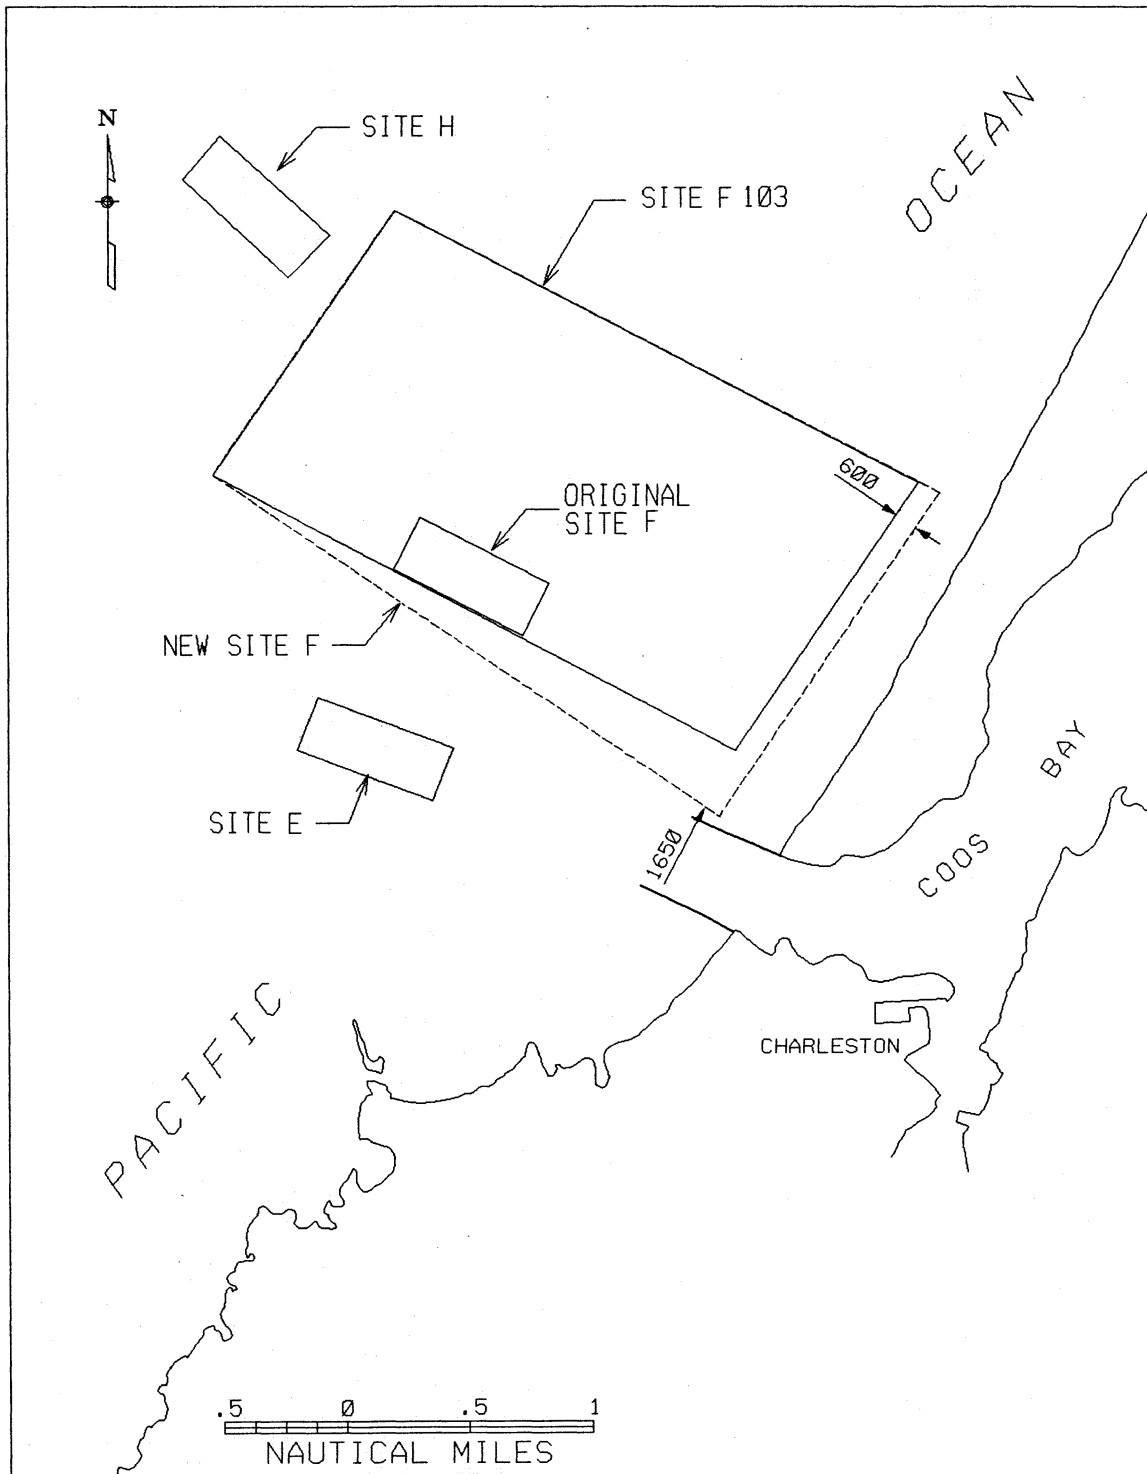 N
SITE H
OCEAN
SITE F 103
600
ORIGINAL
SITE F
NEW SITE F
BAY
SITE E
1650
COOS
PACIFIC
CHARLESTON
.5 0 .5 1
NAUTICAL MILES